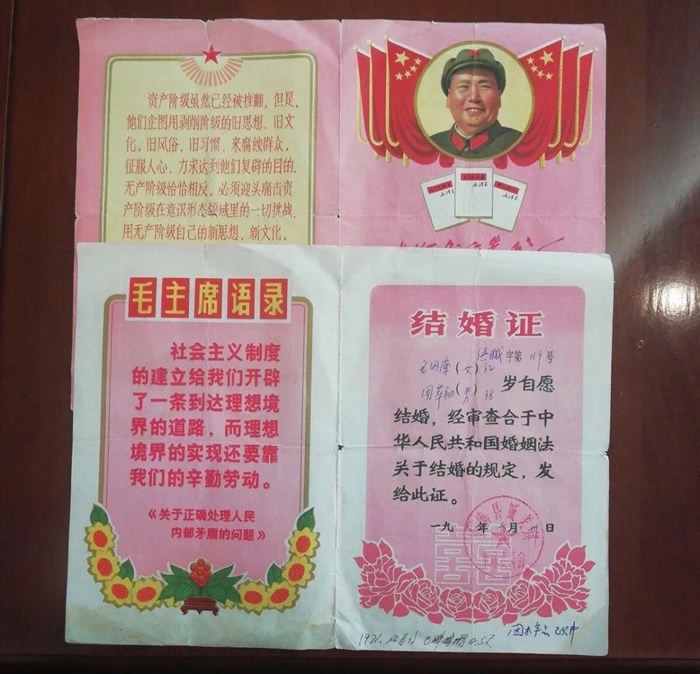 资产阶级虽然已经被推翻，但是，
他们企图用剥削阶级的旧思想，旧文
化，旧风俗，旧习惯，来腐蚀群众，
征服人心，力求达到他们复辟的目的。
无产阶级恰恰相反，必须迎头痛击资
产阶级在意识形态领域里的一切挑战，
用无产阶级自己的新思想，新文化，
毛主席语录
社会主义制度
的建立给我们开辟
了一条到达理想境
界的道路，而理想
境界的实现还要靠
我们的辛勤劳动。
《关于正确处理人民
内部矛盾的问题》
结婚证
字第119号
（女）
（男）岁自愿
结婚，经审查合于中
华人民共和国婚姻法
关于结婚的规定，发
给此证。
一九 年 月 日